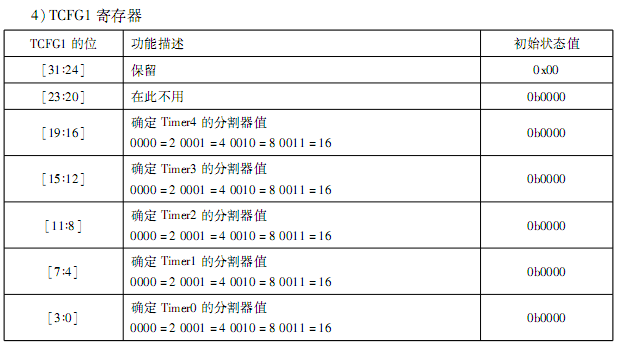 4) TCFG1 寄存器
TCFG1 的位 功能描述 初始状态值
[31:24] 保留 0x00
[23:20] 在此不用 0b0000
[19:16] 确定 Timer4 的分割器值 0b0000
0000 = 2 0001 = 4 0010 = 8 0011 = 16
[15:12] 确定 Timer3 的分割器值 0b0000
0000 = 2 0001 = 4 0010 = 8 0011 = 16
[11:8] 确定 Timer2 的分割器值 0b0000
0000 = 2 0001 = 4 0010 = 8 0011 = 16
[7:4] 确定 Timer1 的分割器值 0b0000
0000 = 2 0001 = 4 0010 = 8 0011 = 16
[3:0] 确定 Timer0 的分割器值 0b0000
0000 = 2 0001 = 4 0010 = 8 0011 = 16